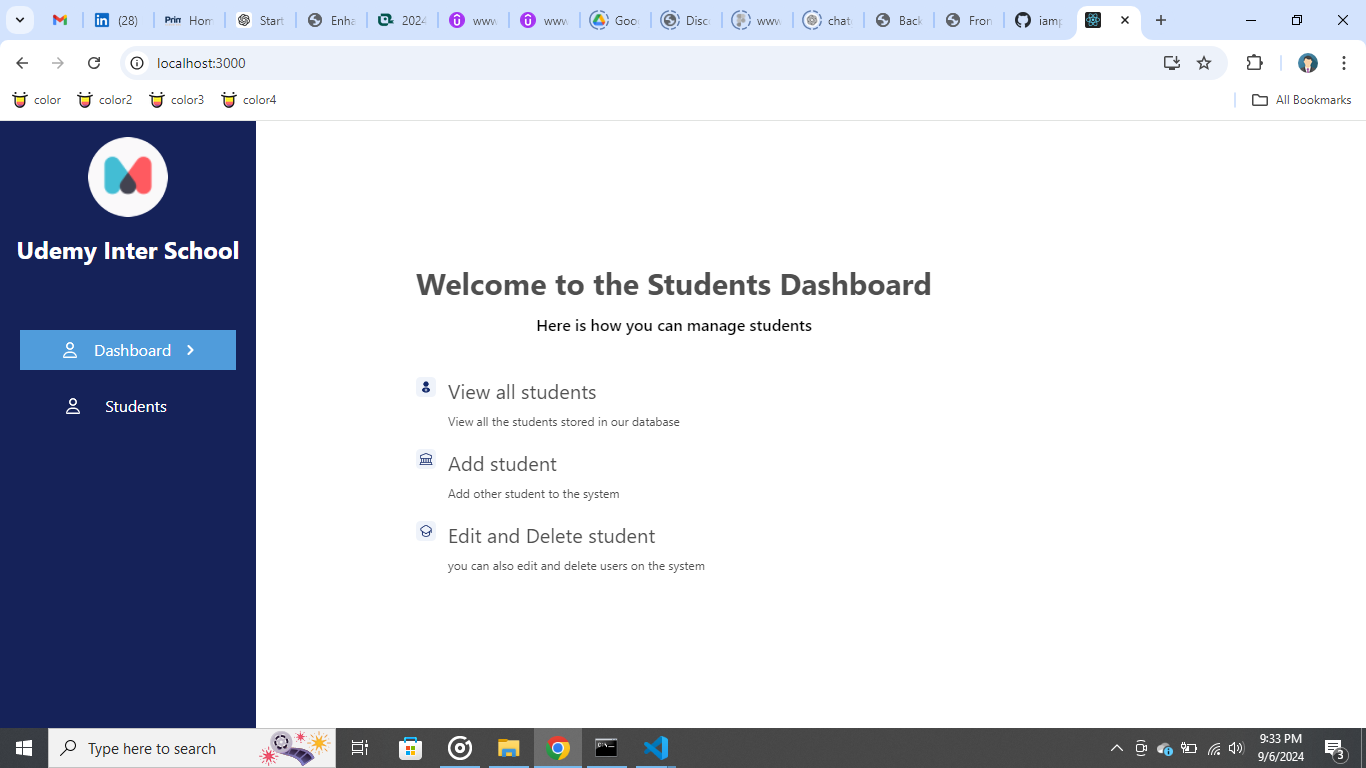 (28)
Prim
Hom
Start
Enha
2024
www
www
Goo
Disco
www
chat
Back
Fron
iamp
localhost:3000
color
color2
color3
color4
All Bookmarks
Udemy Inter School
Dashboard
Students
Welcome to the Students Dashboard
Here is how you can manage students
View all students
View all the students stored in our database
Add student
Add other student to the system
Edit and Delete student
you can also edit and delete users on the system
Type here to search
9:33 PM
9/6/2024
3